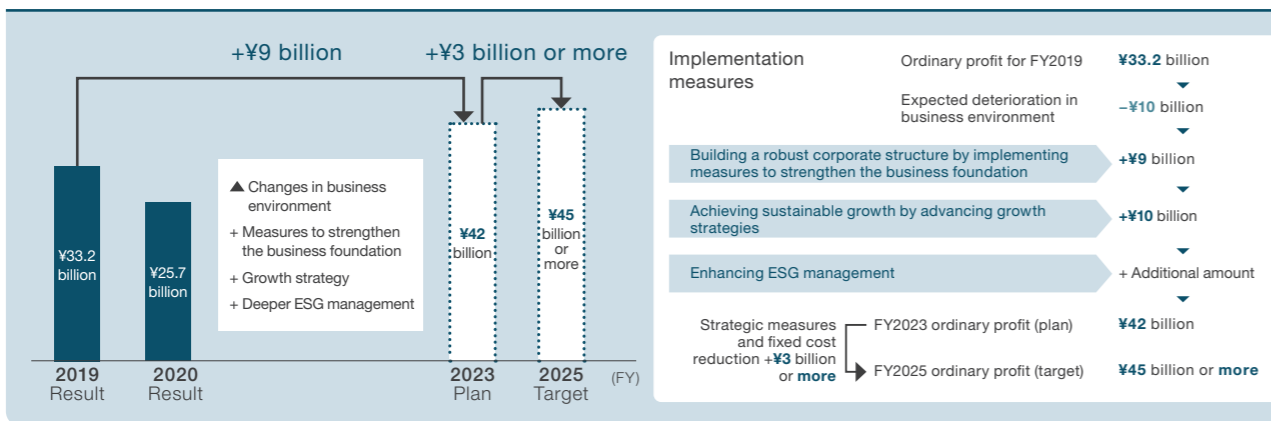 +¥9 billion
+¥3 billion or more
¥33.2
billion
¥25.7
billion
▲ Changes in business
environment
+ Measures to strengthen
the business foundation
+ Growth strategy
+ Deeper ESG management
¥42
billion
¥45
billion
or
more
2019
Result
2020
Result
2023
Plan
2025
Target
(FY)
Implementation
measures
Ordinary profit for FY2019
¥33.2 billion
Expected deterioration in
business environment
−¥10 billion
Building a robust corporate structure by implementing
measures to strengthen the business foundation
+¥9 billion
Achieving sustainable growth by advancing growth
strategies
+¥10 billion
Enhancing ESG management
+ Additional amount
Strategic measures
and fixed cost
reduction +¥3 billion
or more
FY2023 ordinary profit (plan)
¥42 billion
FY2025 ordinary profit (target)
¥45 billion or more